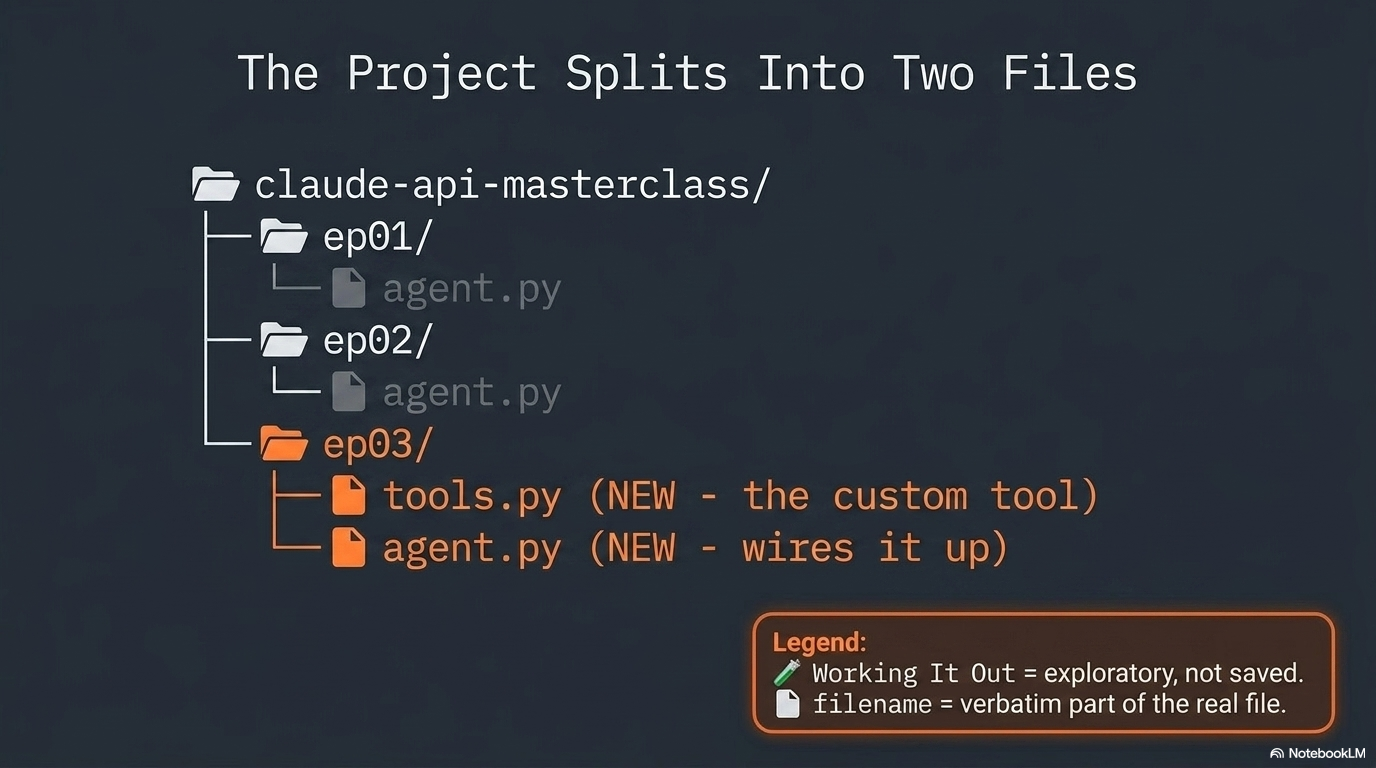 The Project Splits Into Two Files
claude-api-masterclass/
ep01/
agent.py
ep02/
agent.py
ep03/
tools.py (NEW - the custom tool)
agent.py (NEW - wires it up)
Legend:
Working It Out = exploratory, not saved.
filename = verbatim part of the real file.
NotebookLM